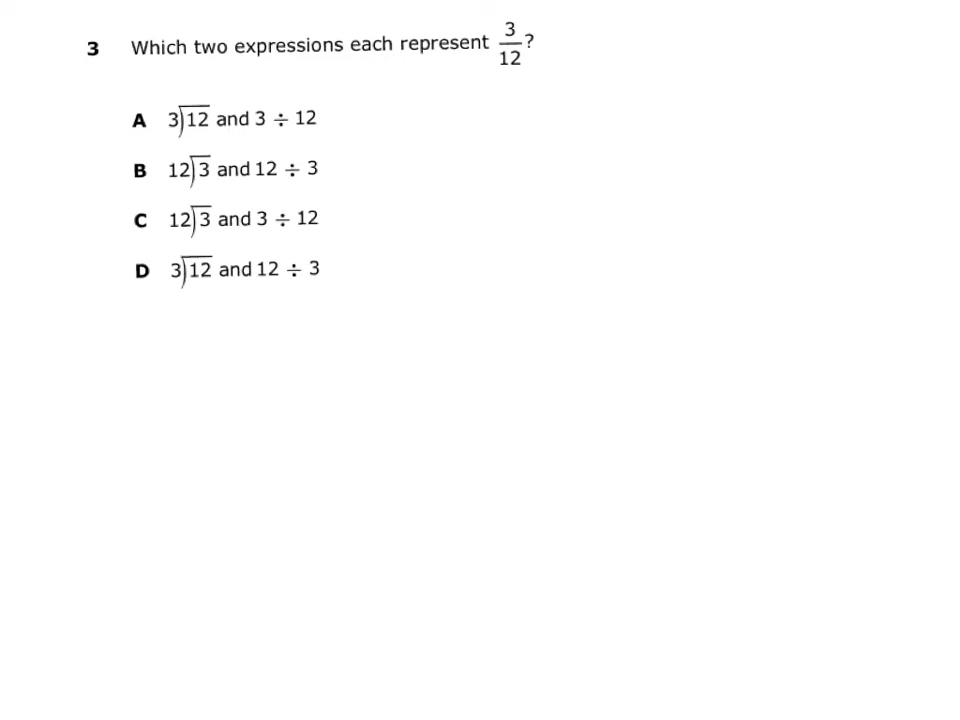 3 Which two expressions each represent 3/12?
A 3)12 and 3 ÷ 12
B 12)3 and 12 ÷ 3
C 12)3 and 3 ÷ 12
D 3)12 and 12 ÷ 3